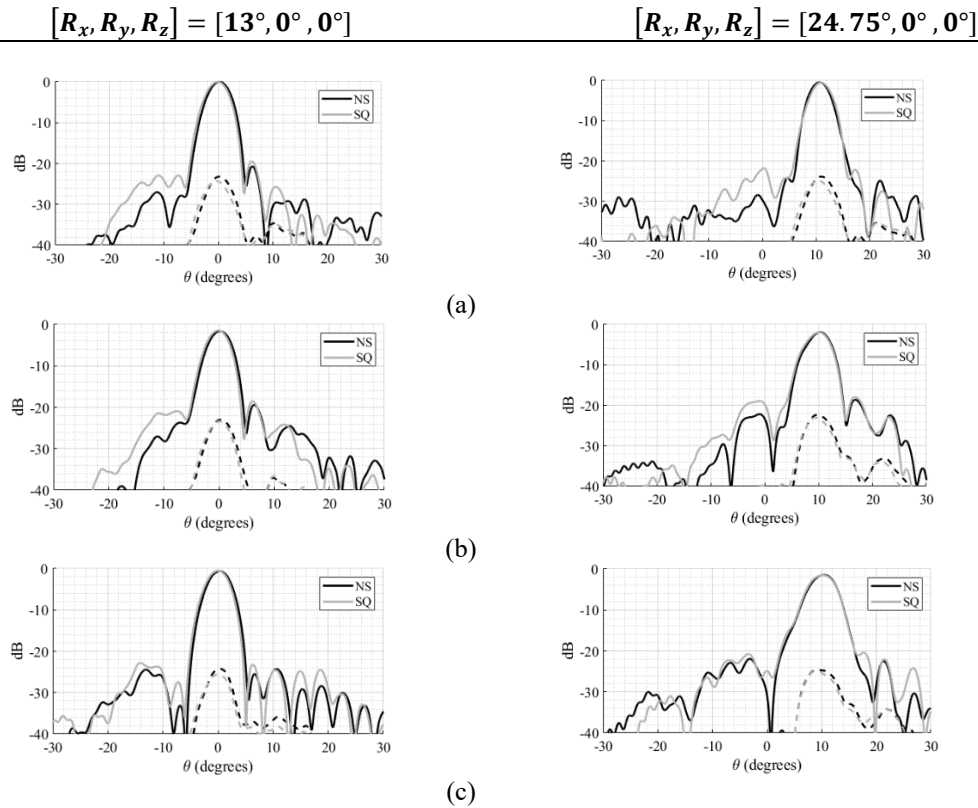 [Rx, Ry, Rz] = [13°, 0°, 0°]    [Rx, Ry, Rz] = [24.75°, 0°, 0°]
0    0
NS    NS
SQ    SQ
-10    -10
dB    dB
-20    -20
-30    -30
-40    -40
-30 -20 -10 0 10 20 30    -30 -20 -10 0 10 20 30
θ (degrees)    θ (degrees)
(a)
0    0
NS    NS
SQ    SQ
-10    -10
dB    dB
-20    -20
-30    -30
-40    -40
-30 -20 -10 0 10 20 30    -30 -20 -10 0 10 20 30
θ (degrees)    θ (degrees)
(b)
0    0
NS    NS
SQ    SQ
-10    -10
dB    dB
-20    -20
-30    -30
-40    -40
-30 -20 -10 0 10 20 30    -30 -20 -10 0 10 20 30
θ (degrees)    θ (degrees)
(c)